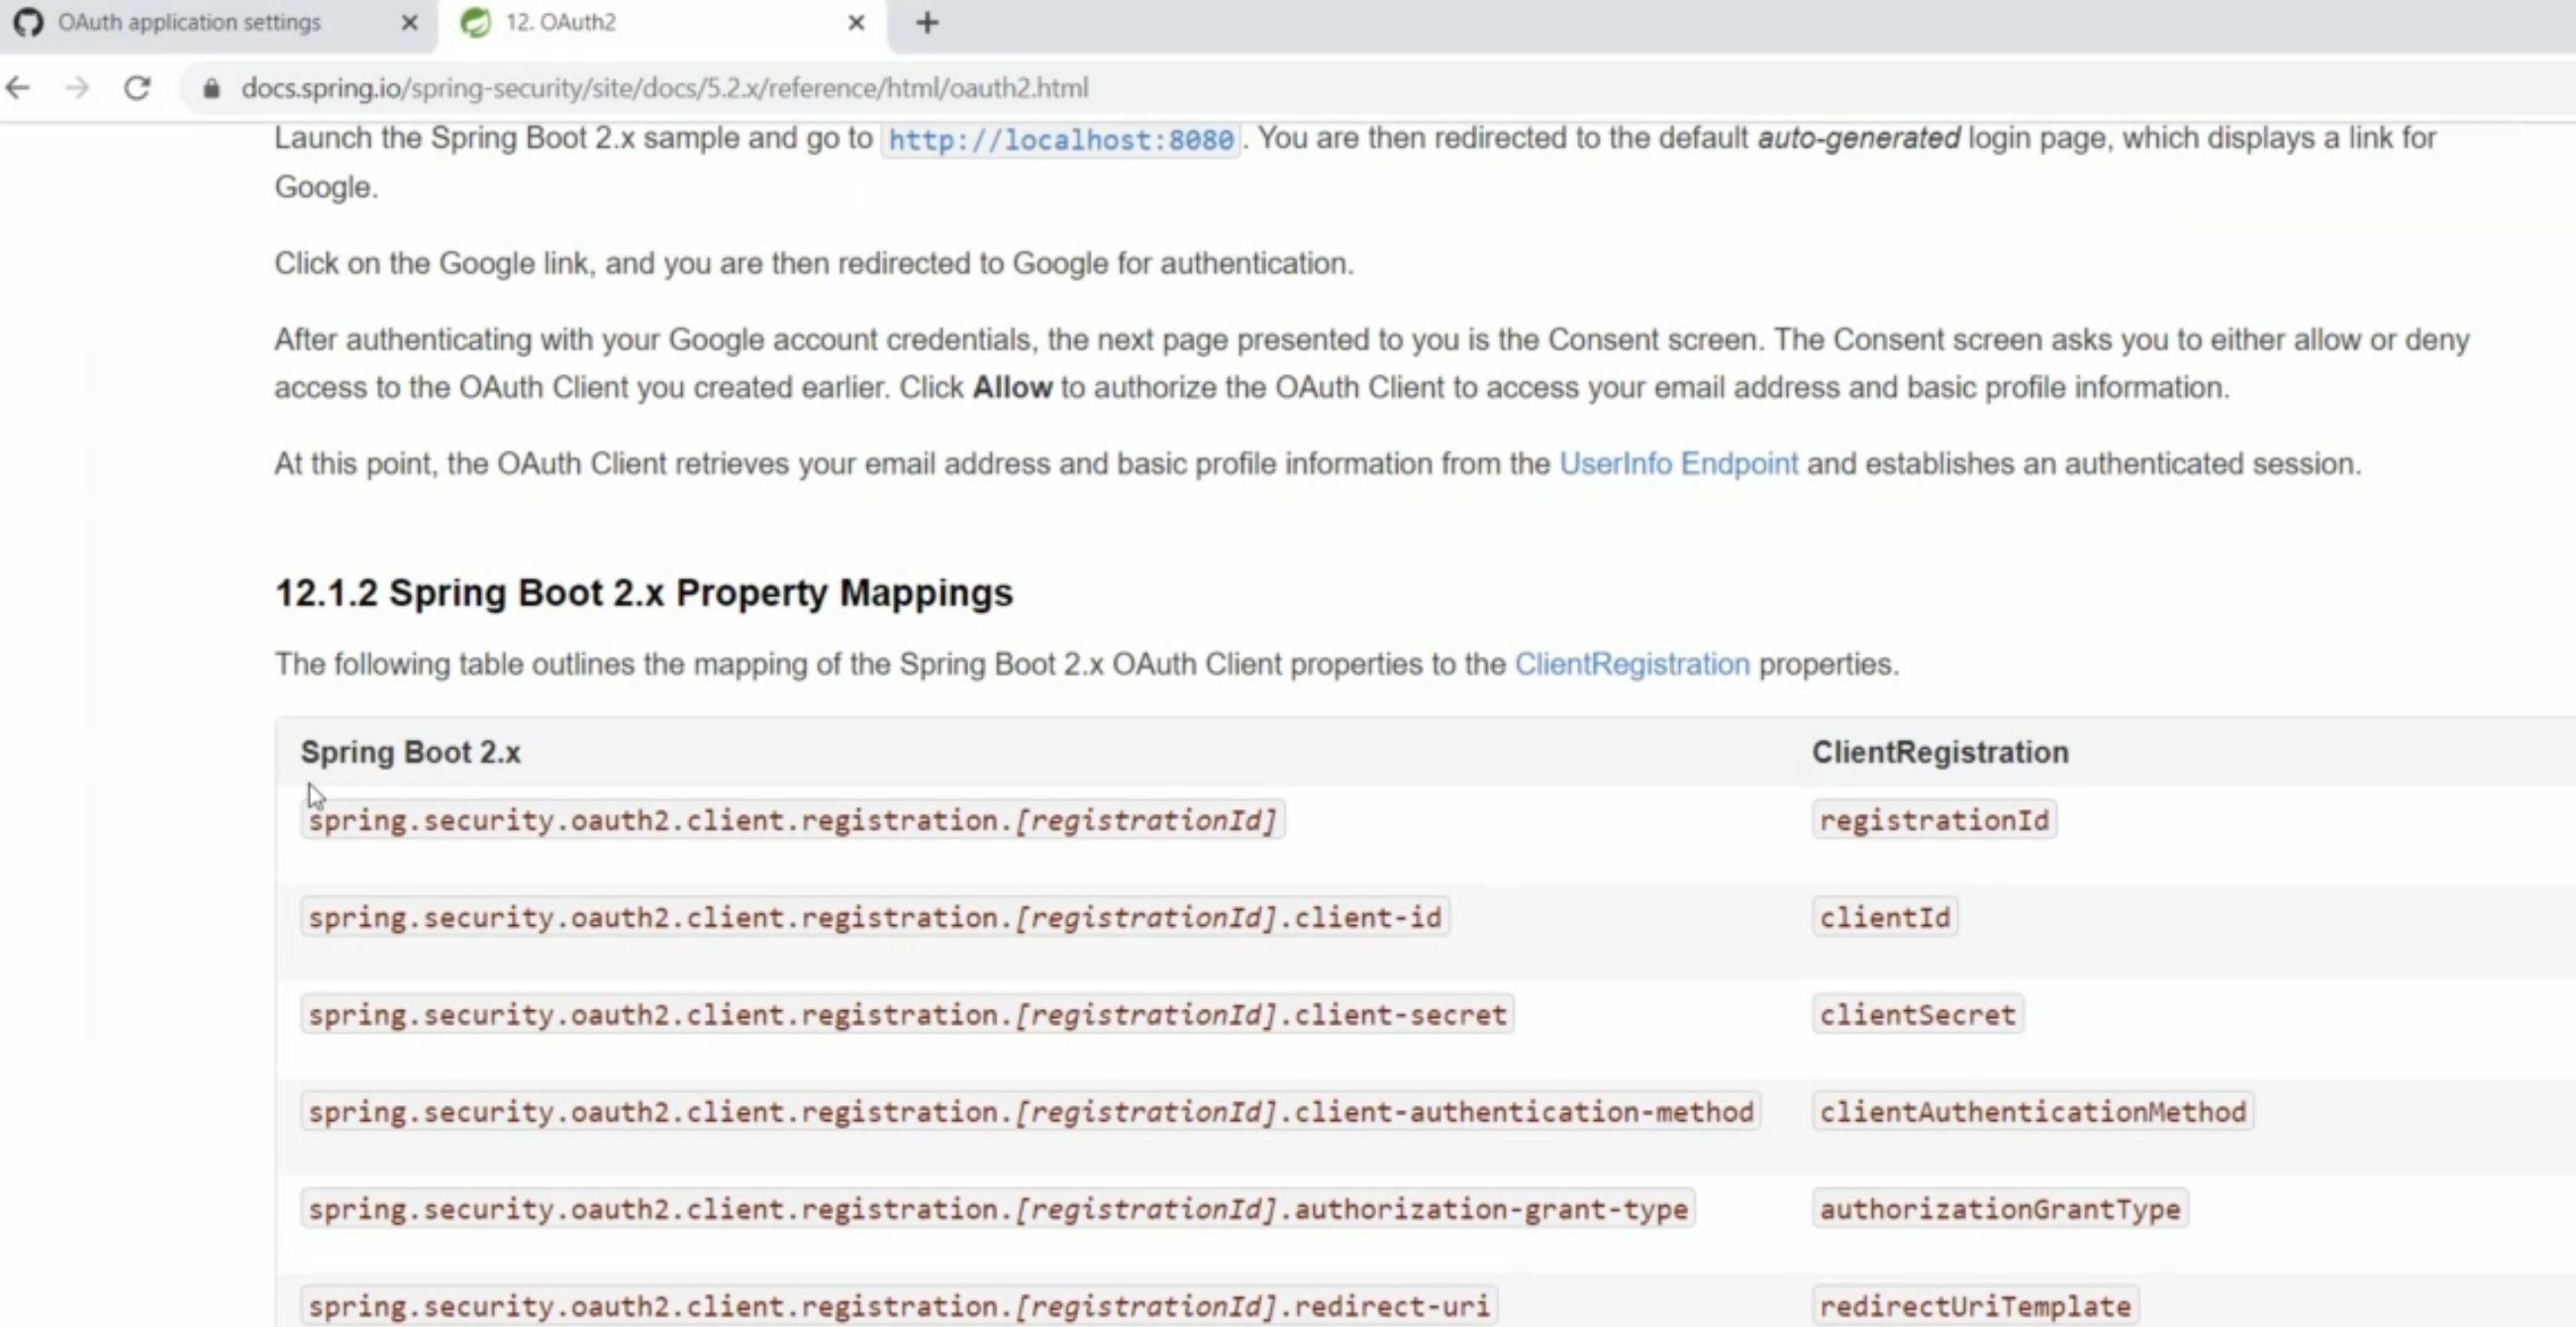 OAuth application settings
12. OAuth2
docs.spring.io/spring-security/site/docs/5.2.x/reference/html/oauth2.html
Launch the Spring Boot 2.x sample and go to http://localhost:8080. You are then redirected to the default auto-generated login page, which displays a link for
Google.
Click on the Google link, and you are then redirected to Google for authentication.
After authenticating with your Google account credentials, the next page presented to you is the Consent screen. The Consent screen asks you to either allow or deny
access to the OAuth Client you created earlier. Click Allow to authorize the OAuth Client to access your email address and basic profile information.
At this point, the OAuth Client retrieves your email address and basic profile information from the UserInfo Endpoint and establishes an authenticated session.
12.1.2 Spring Boot 2.x Property Mappings
The following table outlines the mapping of the Spring Boot 2.x OAuth Client properties to the ClientRegistration properties.
Spring Boot 2.x ClientRegistration
spring.security.oauth2.client.registration.[registrationId] registrationId
spring.security.oauth2.client.registration.[registrationId].client-id clientId
spring.security.oauth2.client.registration.[registrationId].client-secret clientSecret
spring.security.oauth2.client.registration.[registrationId].client-authentication-method clientAuthenticationMethod
spring.security.oauth2.client.registration.[registrationId].authorization-grant-type authorizationGrantType
spring.security.oauth2.client.registration.[registrationId].redirect-uri redirectUriTemplate